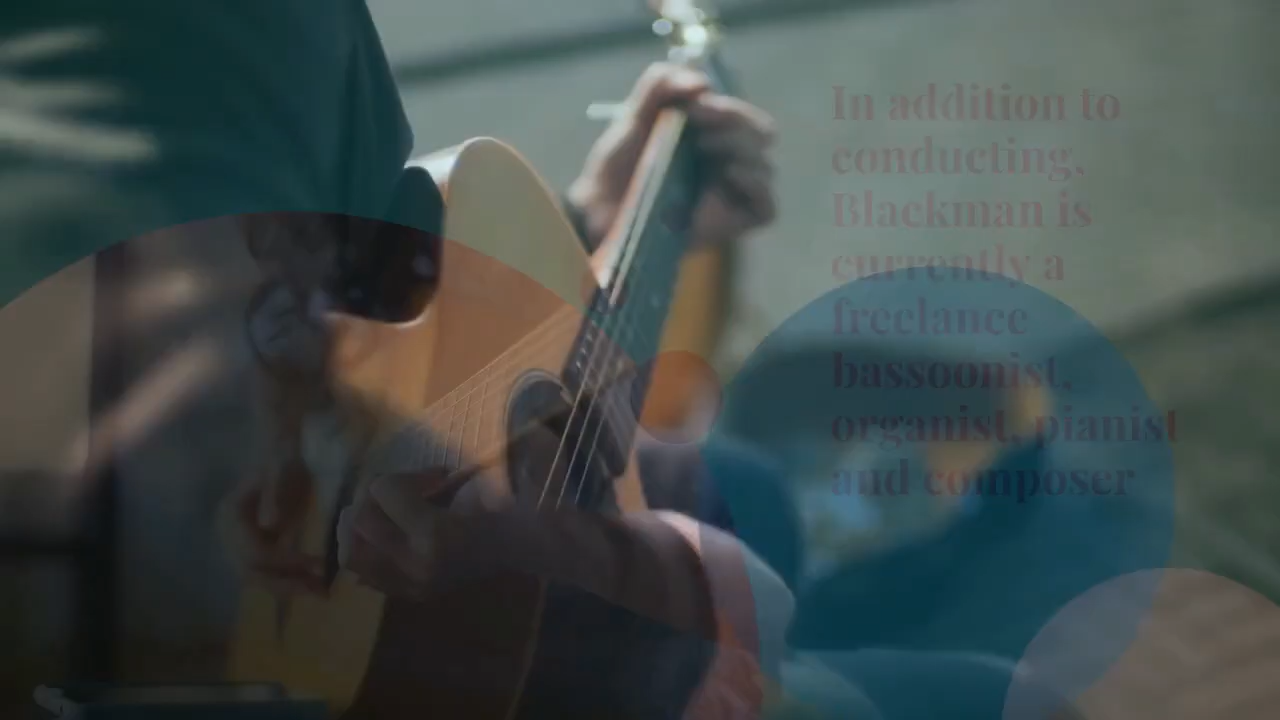 In addition to
conducting,
Blackman is
currently a
freelance
bassoonist,
organist, pianist
and composer